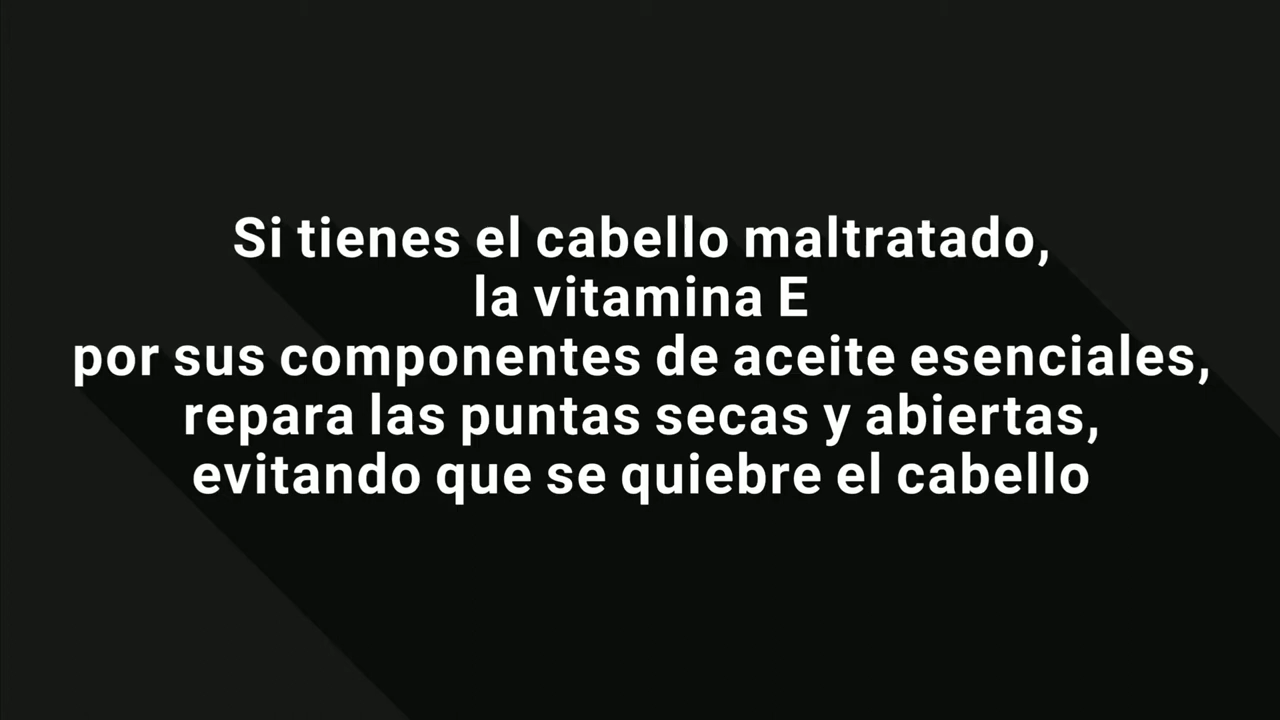 Si tienes el cabello maltratado,
la vitamina E
por sus componentes de aceite esenciales,
repara las puntas secas y abiertas,
evitando que se quiebre el cabello